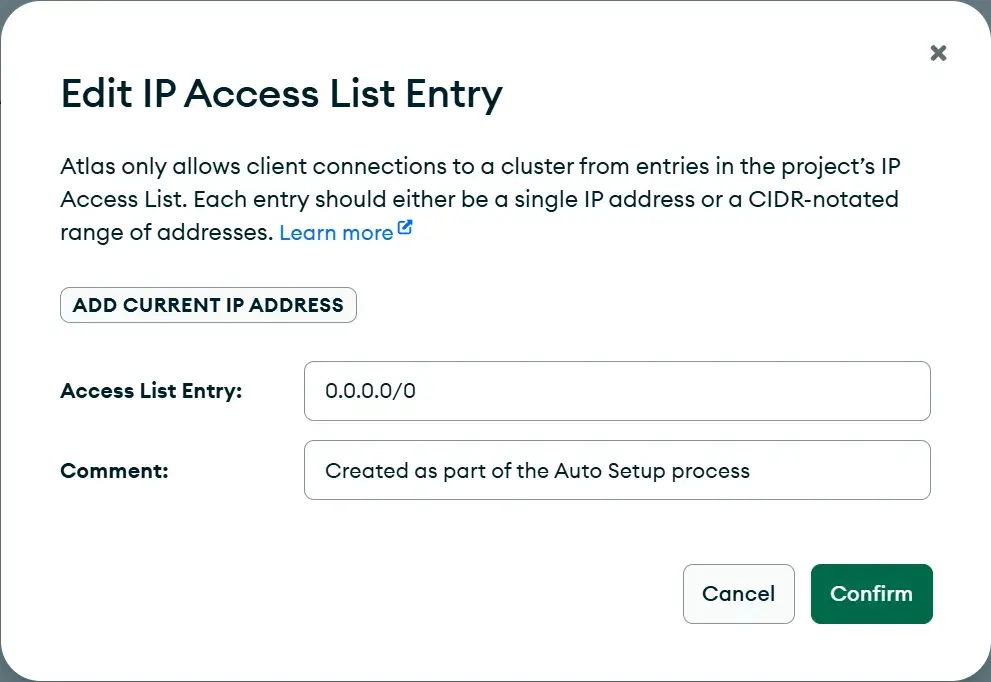 Edit IP Access List Entry
Atlas only allows client connections to a cluster from entries in the project’s IP
Access List. Each entry should either be a single IP address or a CIDR-notated
range of addresses. Learn more
ADD CURRENT IP ADDRESS
Access List Entry: 0.0.0.0/0
Comment: Created as part of the Auto Setup process
Cancel Confirm